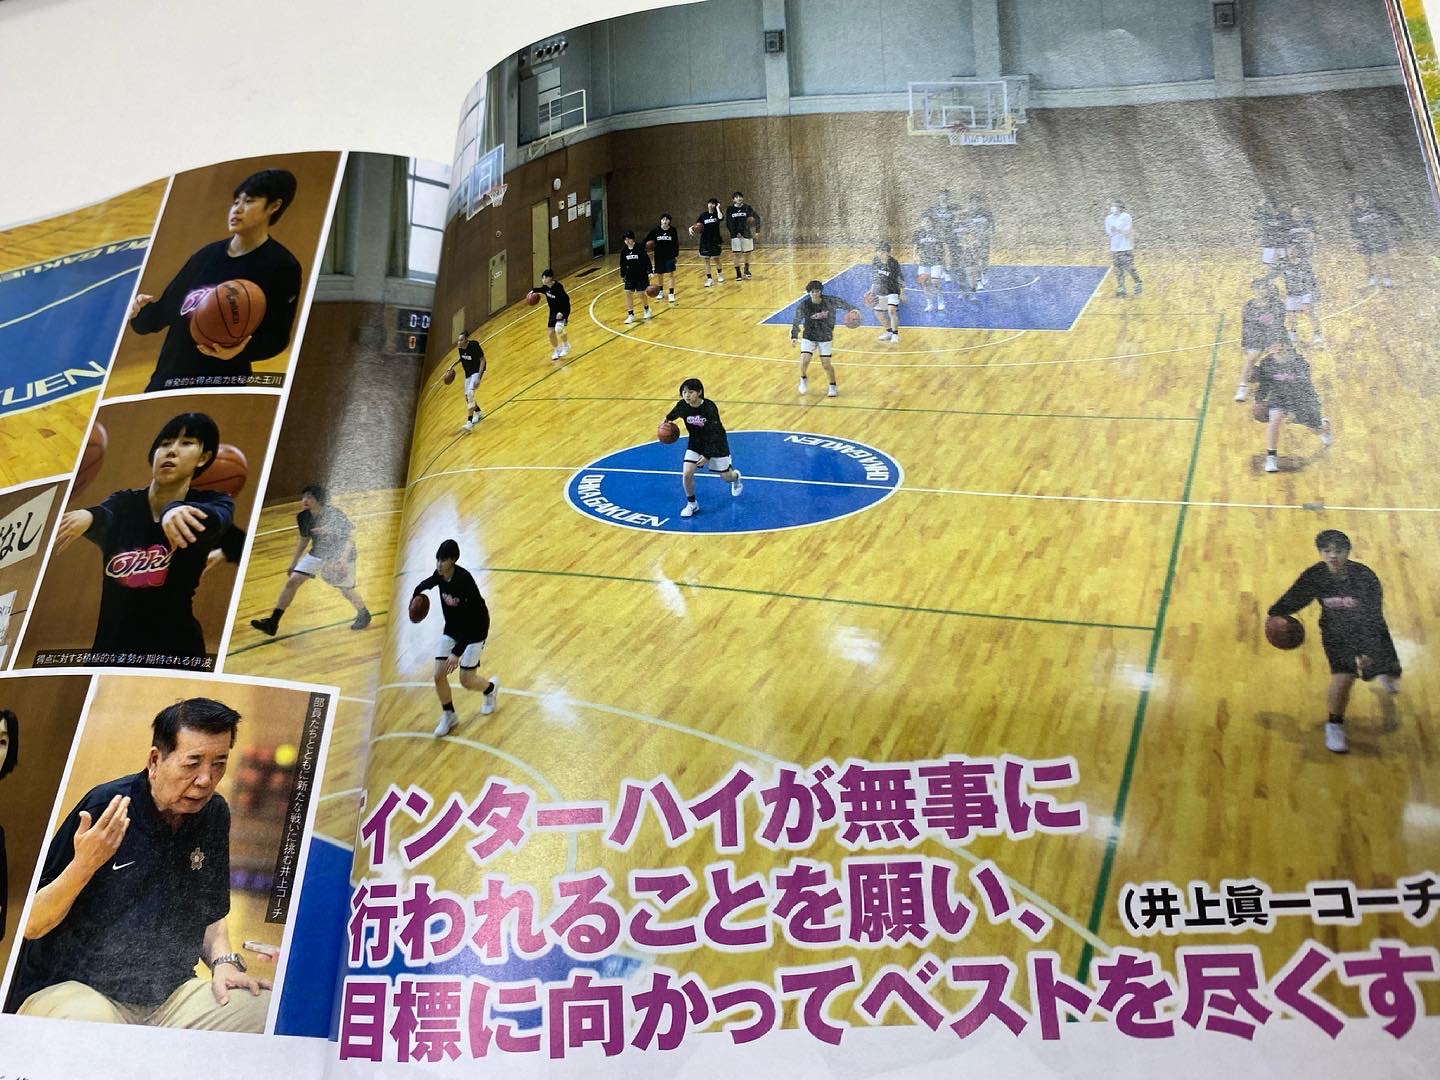 爆発的な得点能力を秘めた玉川
得点に対する積極的な姿勢が期待される伊波
部員たちとともに新たな戦いに挑む井上コーチ
なし
UEN
OHKA GAKUEN
OHKA GAKUEN
「インターハイが無事に
行われることを願い、
目標に向かってベストを尽くす
(井上眞一コーチ